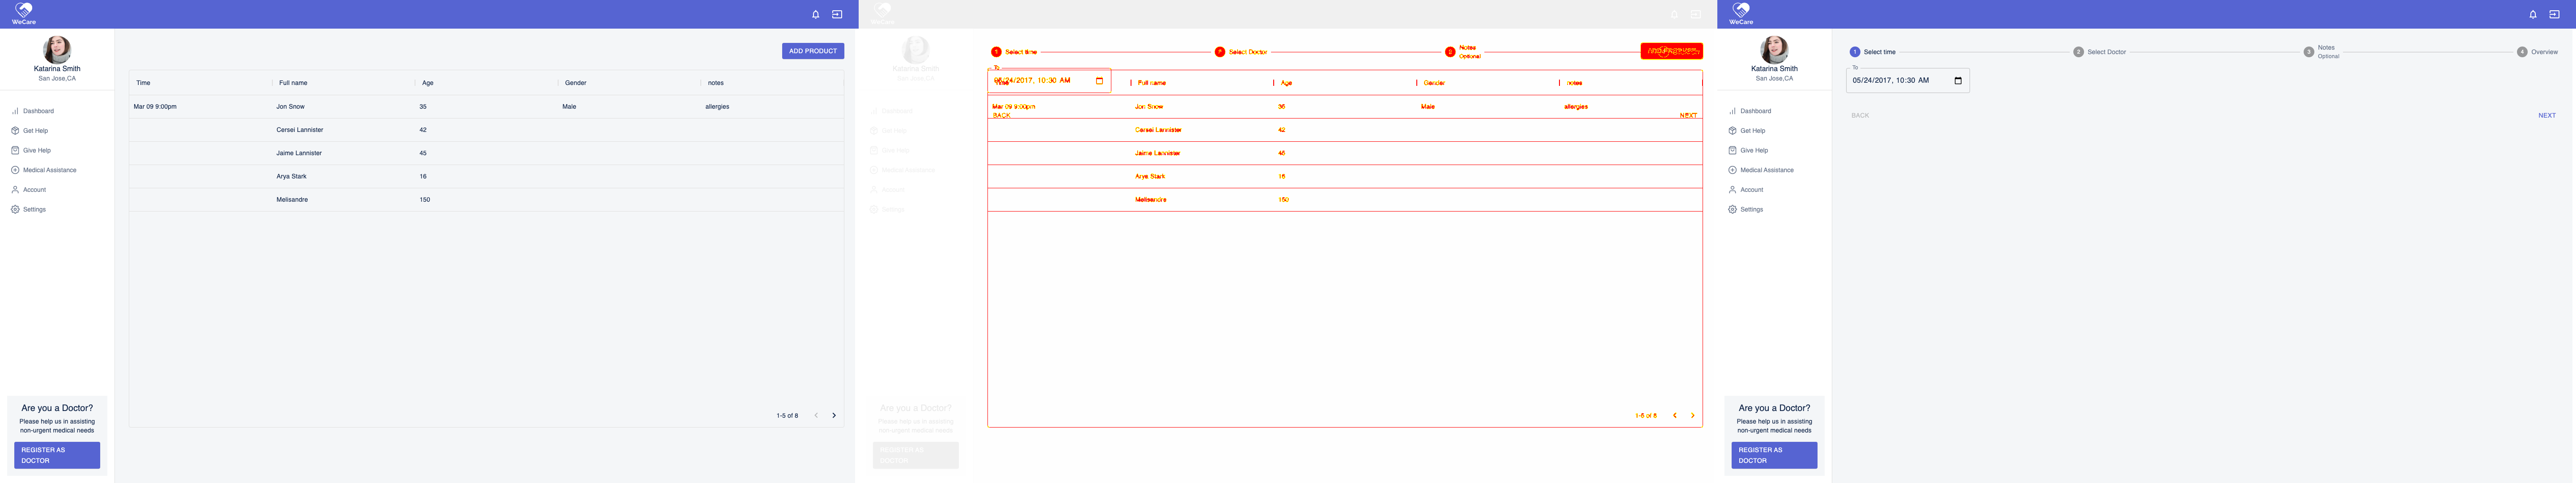 WeCare
Katarina Smith
San Jose,CA
Dashboard
Get Help
Give Help
Medical Assistance
Account
Settings
Are you a Doctor?
Please help us in assisting
non-urgent medical needs
REGISTER AS
DOCTOR
ADD PRODUCT
Time Full name Age Gender notes
Mar 09 9:00pm Jon Snow 35 Male allergies
Cersei Lannister 42
Jaime Lannister 45
Arya Stark 16
Melisandre 150
1-5 of 8
WeCare
Katarina Smith
San Jose,CA
Dashboard
Get Help
Give Help
Medical Assistance
Account
Settings
Are you a Doctor?
Please help us in assisting
non-urgent medical needs
REGISTER AS
DOCTOR
1 Select time Select Doctor 3 Notes
Optional
To
05/24/2017, 10:30 AM
Full name Age Gender notes
Mar 09 9:00pm Jon Snow 35 Male allergies
BACK NEXT
Cersei Lannister 42
Jaime Lannister 45
Arya Stark 16
Melisandre 150
1-5 of 8
WeCare
Katarina Smith
San Jose,CA
Dashboard
Get Help
Give Help
Medical Assistance
Account
Settings
Are you a Doctor?
Please help us in assisting
non-urgent medical needs
REGISTER AS
DOCTOR
1 Select time 2 Select Doctor 3 Notes 4 Overview
Optional
To
05/24/2017, 10:30 AM
BACK NEXT